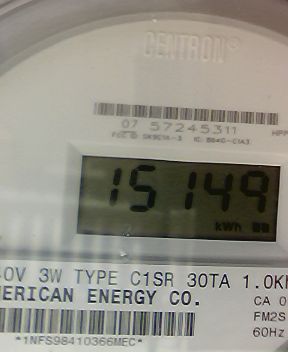 CENTRON®
07 57245311
15149
kWh
0V 3W TYPE C1SR 30TA 1.0K
ERICAN ENERGY CO.
CA 0
FM2S
60Hz
*1NFS98410366MEC*